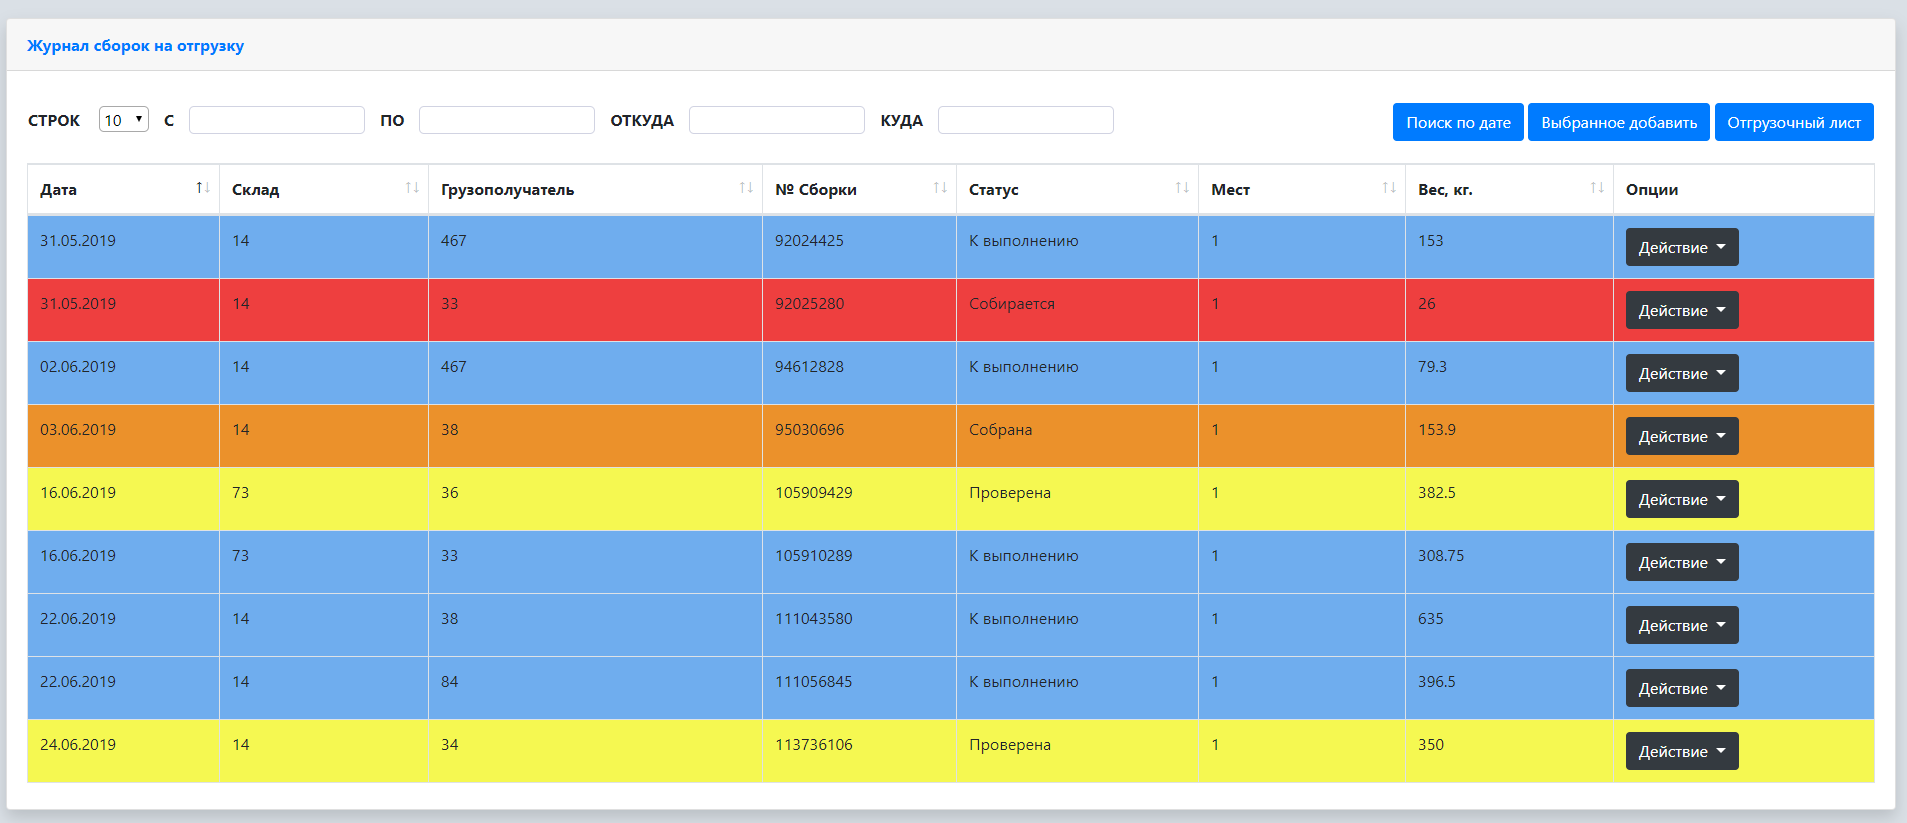 Журнал сборок на отгрузку
СТРОК 10 С ПО ОТКУДА КУДА Поиск по дате Выбранное добавить Отгрузочный лист
Дата Склад Грузополучатель № Сборки Статус Мест Вес, кг. Опции
31.05.2019 14 467 92024425 К выполнению 1 153 Действие
31.05.2019 14 33 92025280 Собирается 1 26 Действие
02.06.2019 14 467 94612828 К выполнению 1 79.3 Действие
03.06.2019 14 38 95030696 Собрана 1 153.9 Действие
16.06.2019 73 36 105909429 Проверена 1 382.5 Действие
16.06.2019 73 33 105910289 К выполнению 1 308.75 Действие
22.06.2019 14 38 111043580 К выполнению 1 635 Действие
22.06.2019 14 84 111056845 К выполнению 1 396.5 Действие
24.06.2019 14 34 113736106 Проверена 1 350 Действие